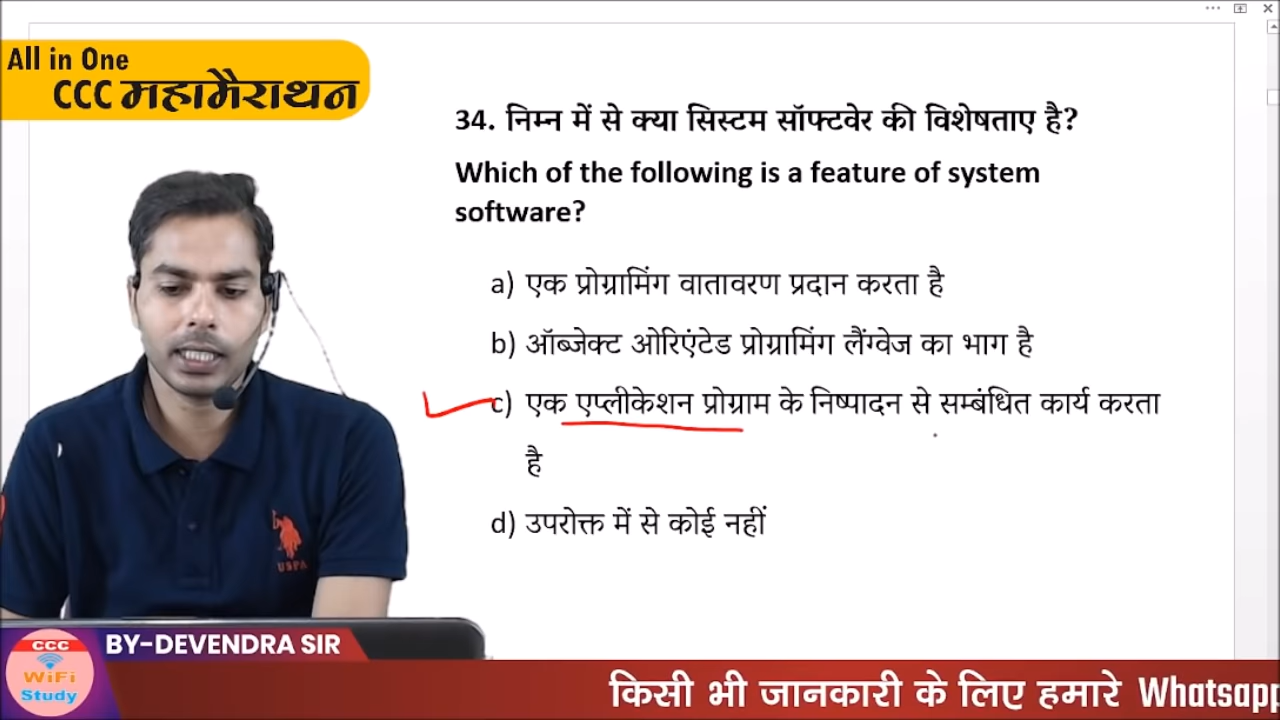 All in One
CCC महामैराथन
34. निम्न में से क्या सिस्टम सॉफ्टवेर की विशेषताए है?
Which of the following is a feature of system
software?
a) एक प्रोग्रामिंग वातावरण प्रदान करता है
b) ऑब्जेक्ट ओरिएंटेड प्रोग्रामिंग लैंग्वेज का भाग है
c) एक एप्लीकेशन प्रोग्राम के निष्पादन से सम्बंधित कार्य करता
है
d) उपरोक्त में से कोई नहीं
USPA
BY-DEVENDRA SIR
CCC
WiFi
Study
किसी भी जानकारी के लिए हमारे Whatsapp